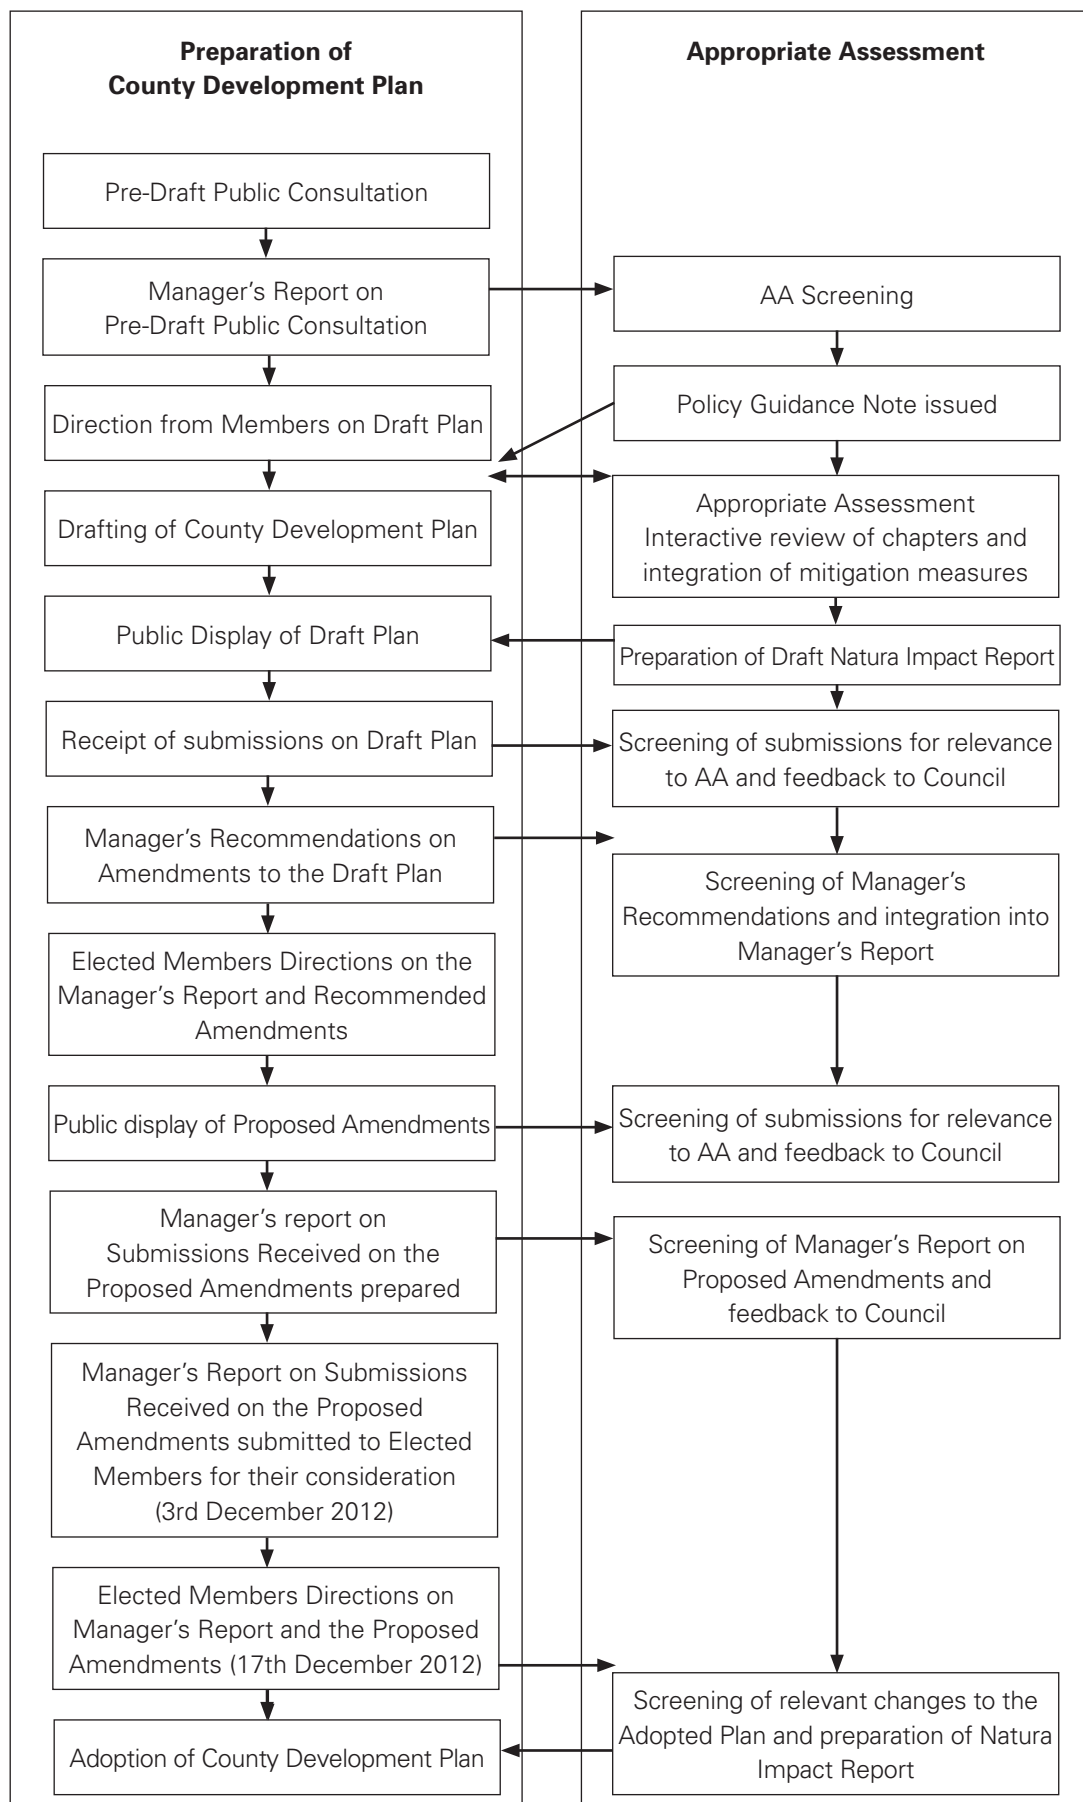 Preparation of
County Development Plan
Pre-Draft Public Consultation
Manager’s Report on
Pre-Draft Public Consultation
Direction from Members on Draft Plan
Drafting of County Development Plan
Public Display of Draft Plan
Receipt of submissions on Draft Plan
Manager’s Recommendations on
Amendments to the Draft Plan
Elected Members Directions on the
Manager’s Report and Recommended
Amendments
Public display of Proposed Amendments
Manager’s report on
Submissions Received on the
Proposed Amendments prepared
Manager’s Report on Submissions
Received on the Proposed
Amendments submitted to Elected
Members for their consideration
(3rd December 2012)
Elected Members Directions on
Manager’s Report and the Proposed
Amendments (17th December 2012)
Adoption of County Development Plan
Appropriate Assessment
AA Screening
Policy Guidance Note issued
Appropriate Assessment
Interactive review of chapters and
integration of mitigation measures
Preparation of Draft Natura Impact Report
Screening of submissions for relevance
to AA and feedback to Council
Screening of Manager’s
Recommendations and integration into
Manager’s Report
Screening of submissions for relevance
to AA and feedback to Council
Screening of Manager’s Report on
Proposed Amendments and
feedback to Council
Screening of relevant changes to the
Adopted Plan and preparation of Natura
Impact Report